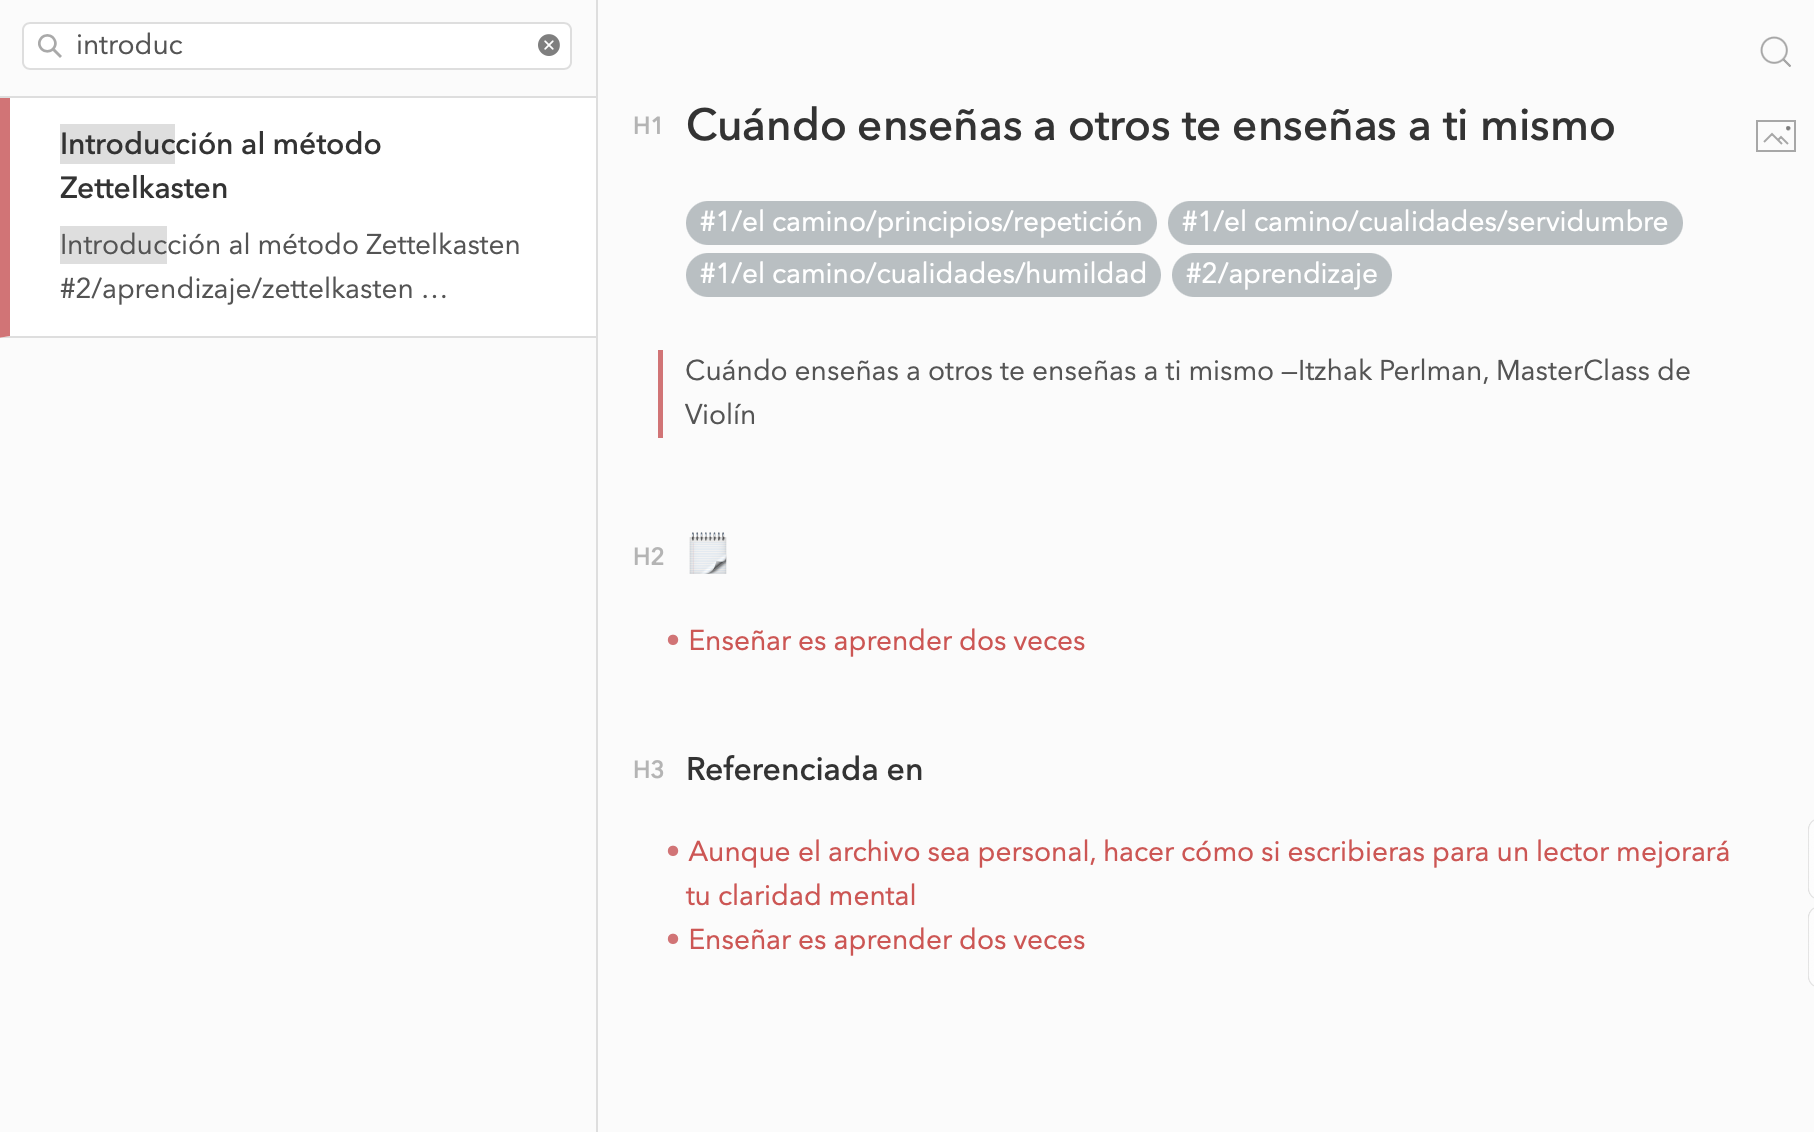 introduc
Introducción al método
Zettelkasten
Introducción al método Zettelkasten
#2/aprendizaje/zettelkasten …
H1 Cuándo enseñas a otros te enseñas a ti mismo
#1/el camino/principios/repetición #1/el camino/cualidades/servidumbre
#1/el camino/cualidades/humildad #2/aprendizaje
Cuándo enseñas a otros te enseñas a ti mismo —Itzhak Perlman, MasterClass de
Violín
H2
• Enseñar es aprender dos veces
H3 Referenciada en
• Aunque el archivo sea personal, hacer cómo si escribieras para un lector mejorará
tu claridad mental
• Enseñar es aprender dos veces